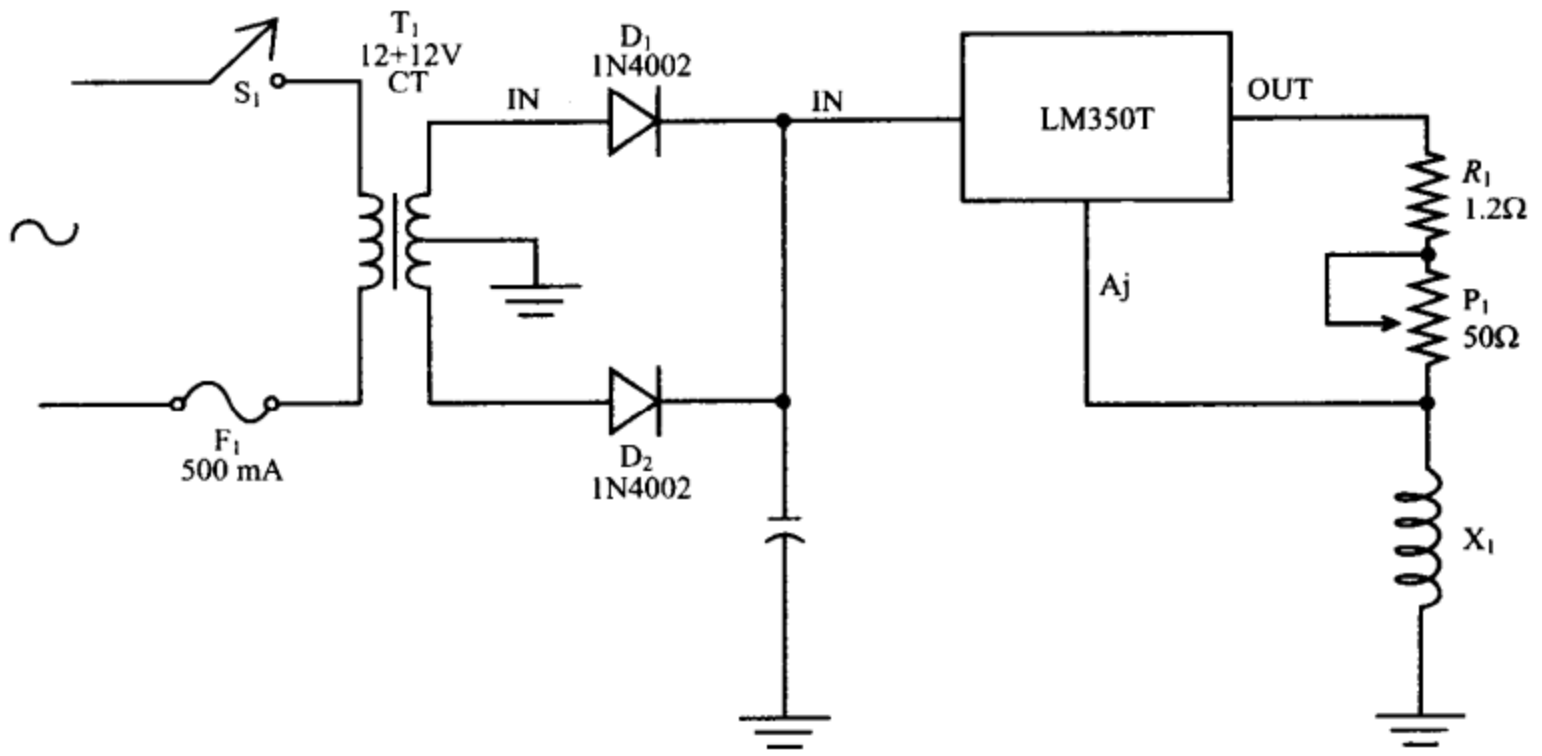 T₁
12+12V
CT
S₁
D₁
1N4002
IN
IN
LM350T
OUT
R₁
1.2Ω
P₁
50Ω
Aj
F₁
500 mA
D₂
1N4002
X₁